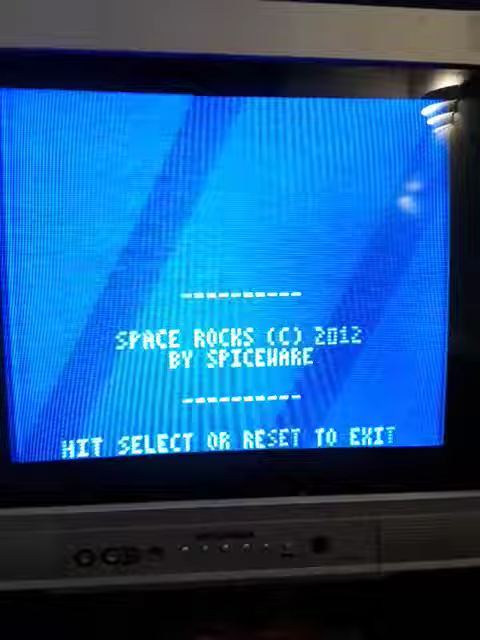 ----------
SPACE ROCKS (C) 2012
BY SPICEWARE
----------
HIT SELECT OR RESET TO EXIT